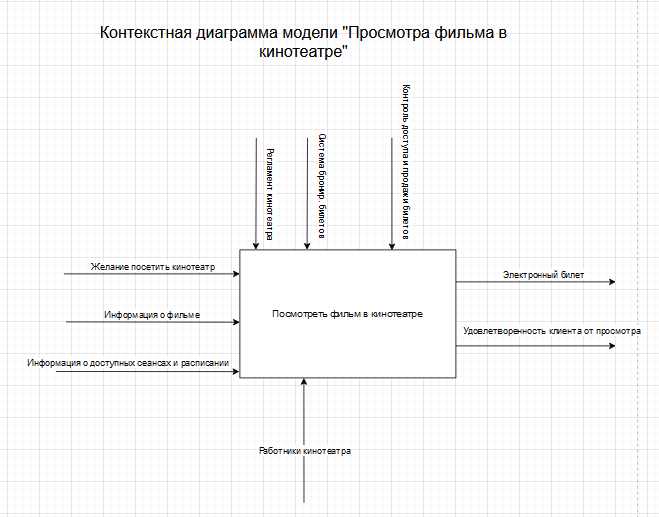 Контекстная диаграмма модели "Просмотра фильма в
кинотеатре"
Регламент кинотеатра
Система бронир. билетов
Контроль доступа и продажи билетов
Желание посетить кинотеатр
Информация о фильме
Информация о доступных сеансах и расписании
Посмотреть фильм в кинотеатре
Электронный билет
Удовлетворенность клиента от просмотра
Работники кинотеатра